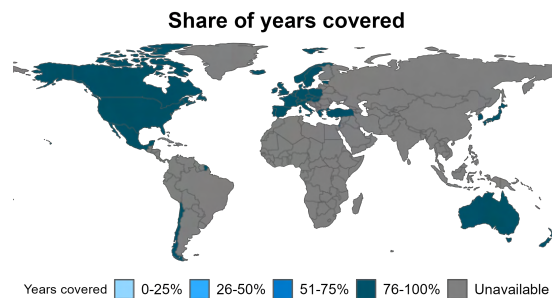 Share of years covered
Years covered 0-25% 26-50% 51-75% 76-100% Unavailable